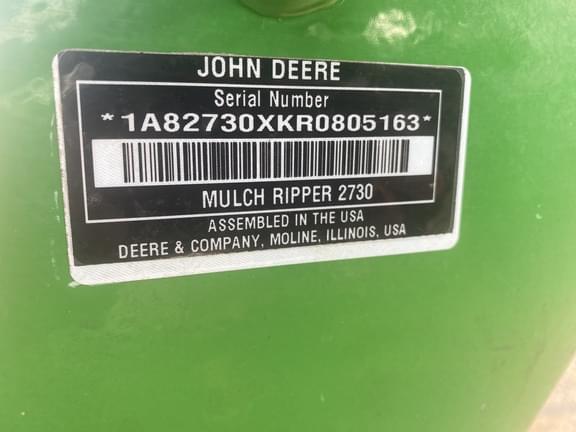 JOHN DEERE
Serial Number
*1A82730XKR0805163*
MULCH RIPPER 2730
ASSEMBLED IN THE USA
DEERE & COMPANY, MOLINE, ILLINOIS, USA